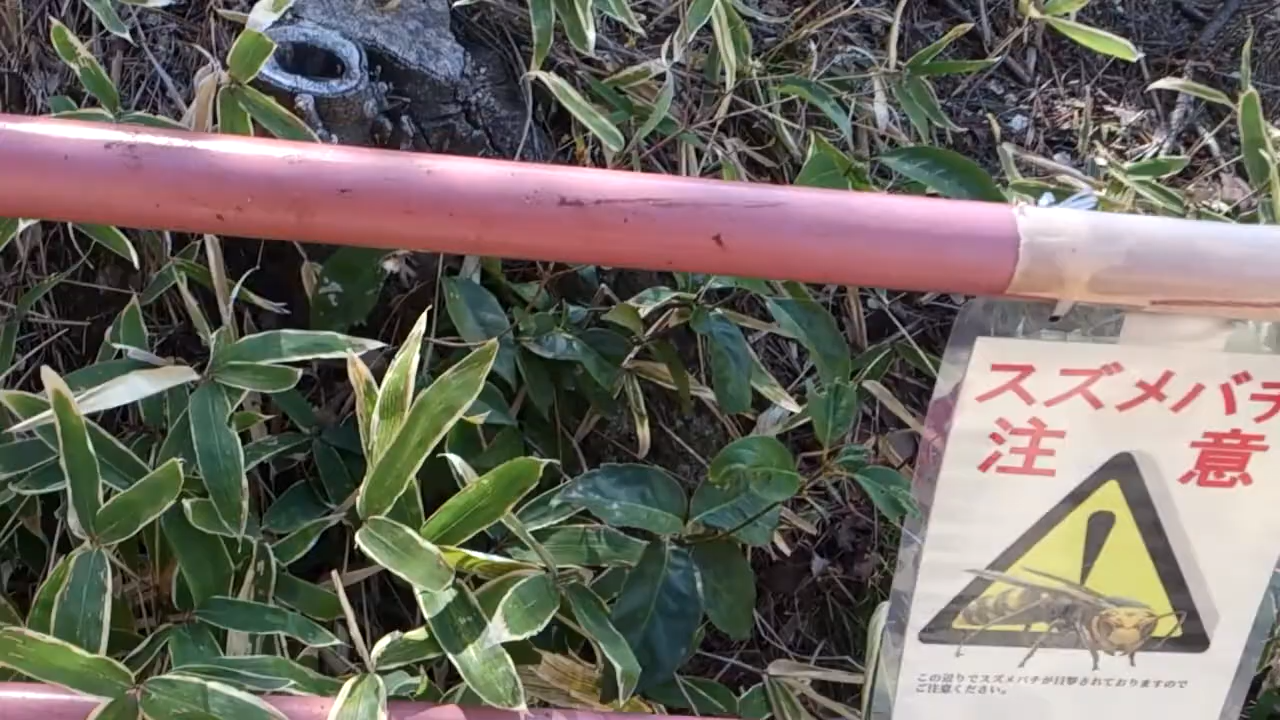 スズメバチ
注 意
この辺りでスズメバチが目撃されておりますので
ご注意ください。